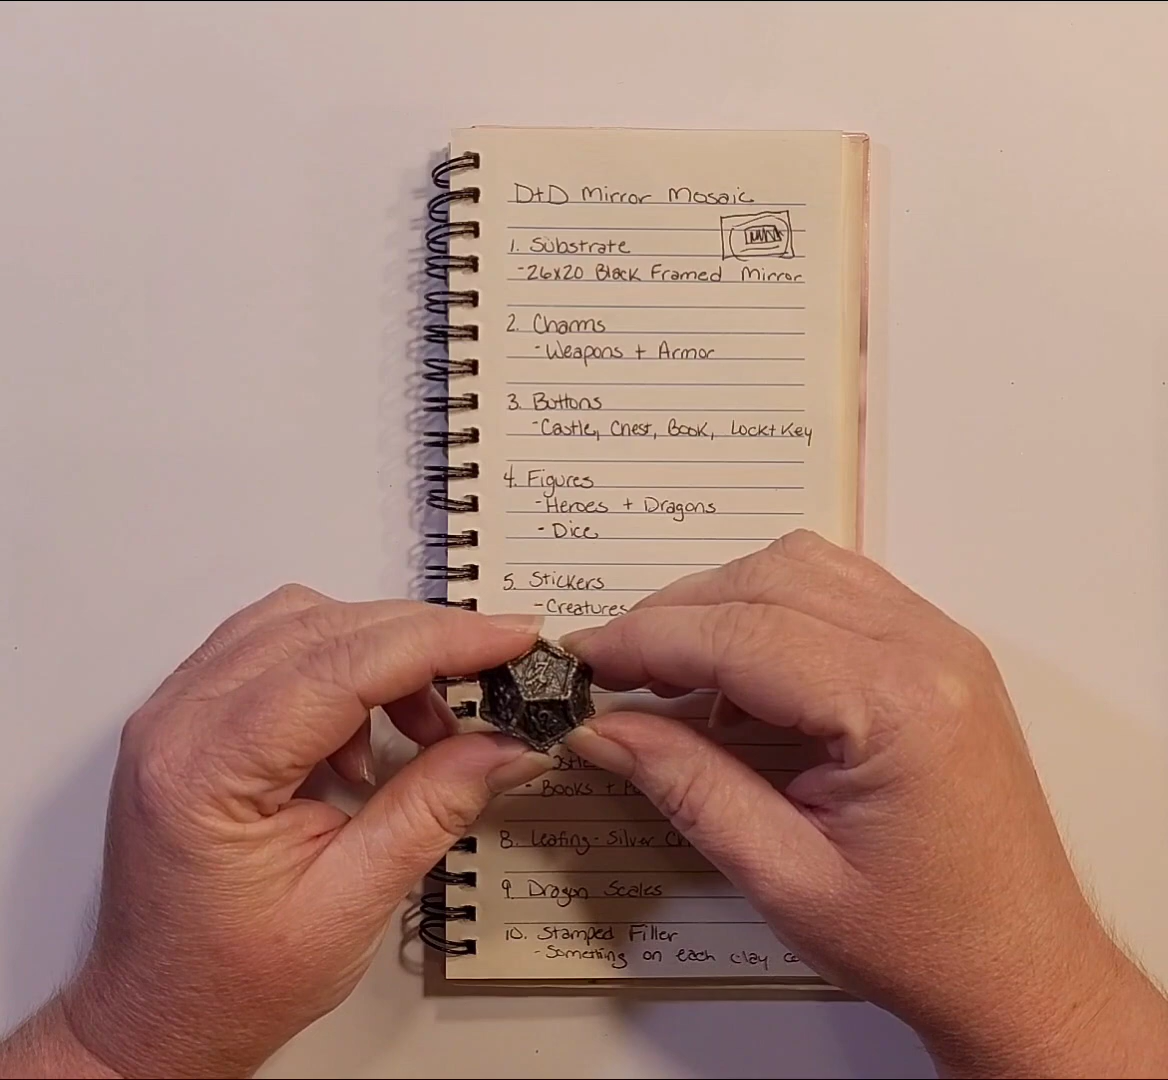 D+D Mirror Mosaic
1. Substrate
-26x20 Black Framed Mirror
2. Charms
-Weapons + Armor
3. Buttons
-Castle, Chest, Book, Lock+Key
4. Figures
-Heroes + Dragons
-Dice
5. Stickers
-Creatures
7
- Books +
8. Leafing - Silver
9. Dragon Scales
10. Stamped Filler
-Something on each clay